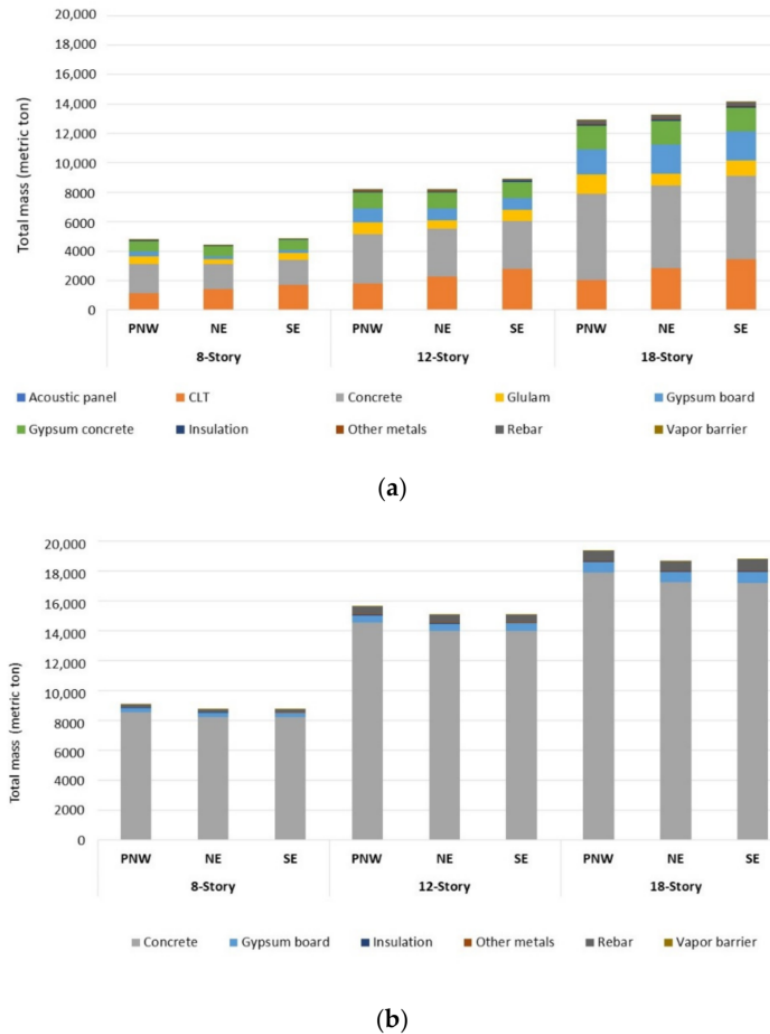 20,000
18,000
16,000
14,000
12,000
10,000
8000
6000
4000
2000
0
Total mass (metric ton)
PNW NE SE PNW NE SE PNW NE SE
8-Story 12-Story 18-Story
Acoustic panel CLT Concrete Glulam Gypsum board
Gypsum concrete Insulation Other metals Rebar Vapor barrier
(a)
20,000
18,000
16,000
14,000
12,000
10,000
8000
6000
4000
2000
0
Total mass (metric ton)
PNW NE SE PNW NE SE PNW NE SE
8-Story 12-Story 18-Story
Concrete Gypsum board Insulation Other metals Rebar Vapor barrier
(b)